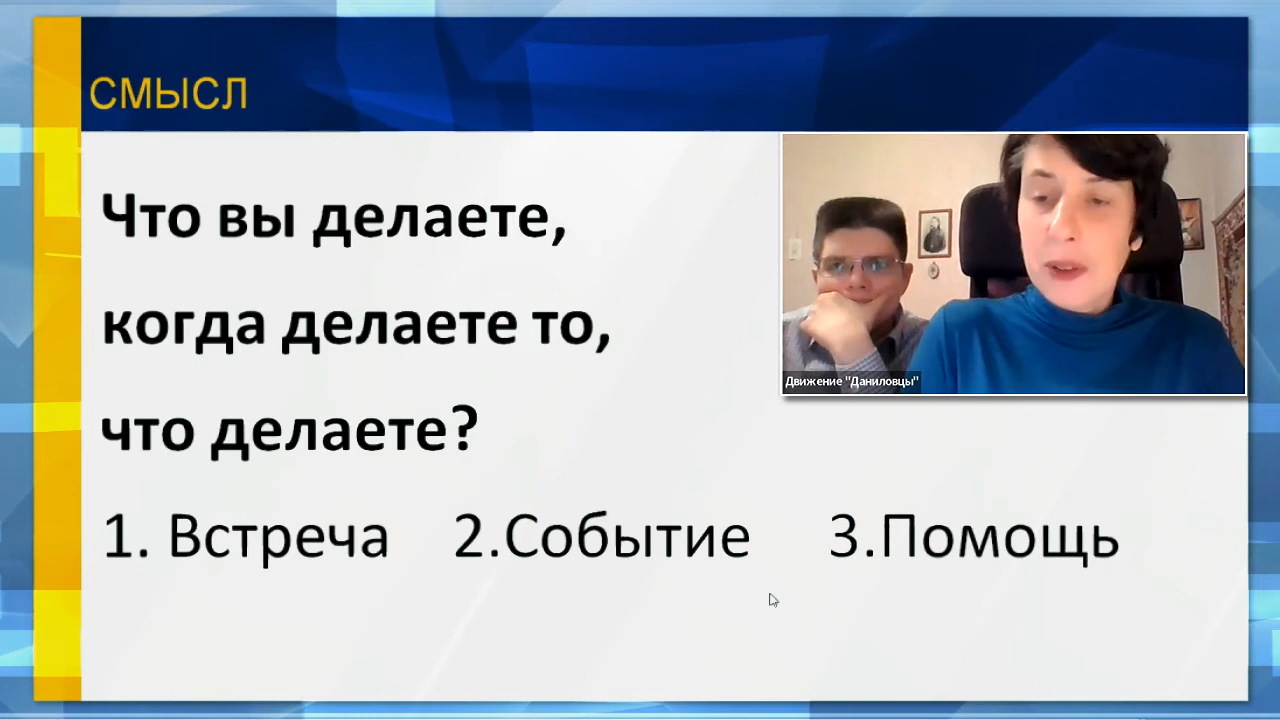 СМЫСЛ
Что вы делаете,
когда делаете то,
что делаете?
1. Встреча 2.Событие 3.Помощь
Движение "Даниловцы"